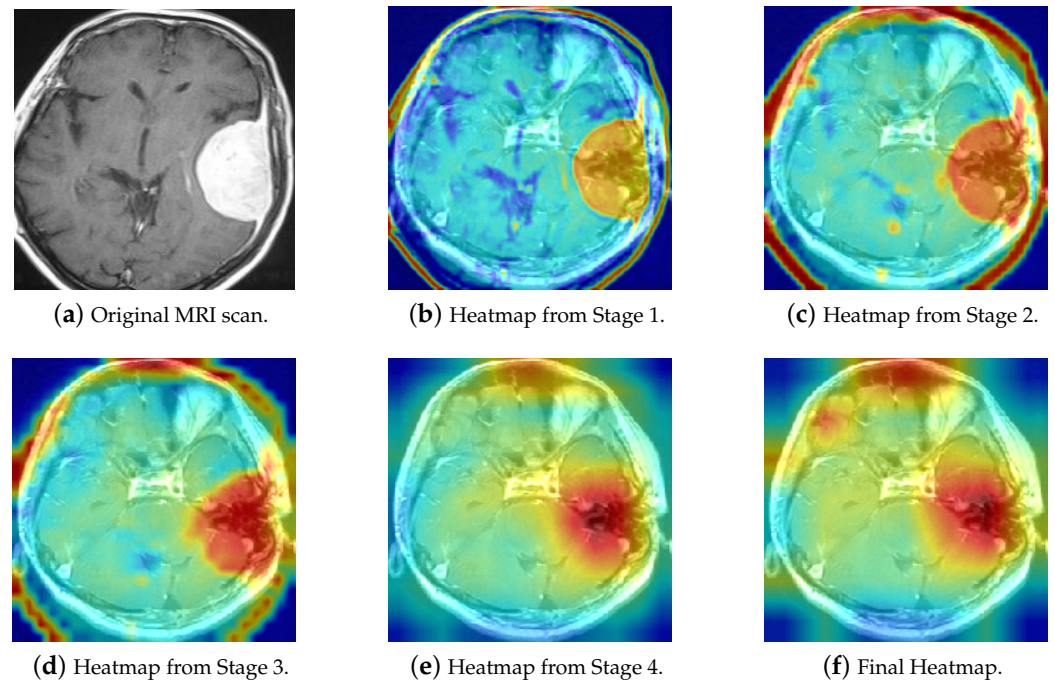 (a) Original MRI scan.
(b) Heatmap from Stage 1.
(c) Heatmap from Stage 2.
(d) Heatmap from Stage 3.
(e) Heatmap from Stage 4.
(f) Final Heatmap.